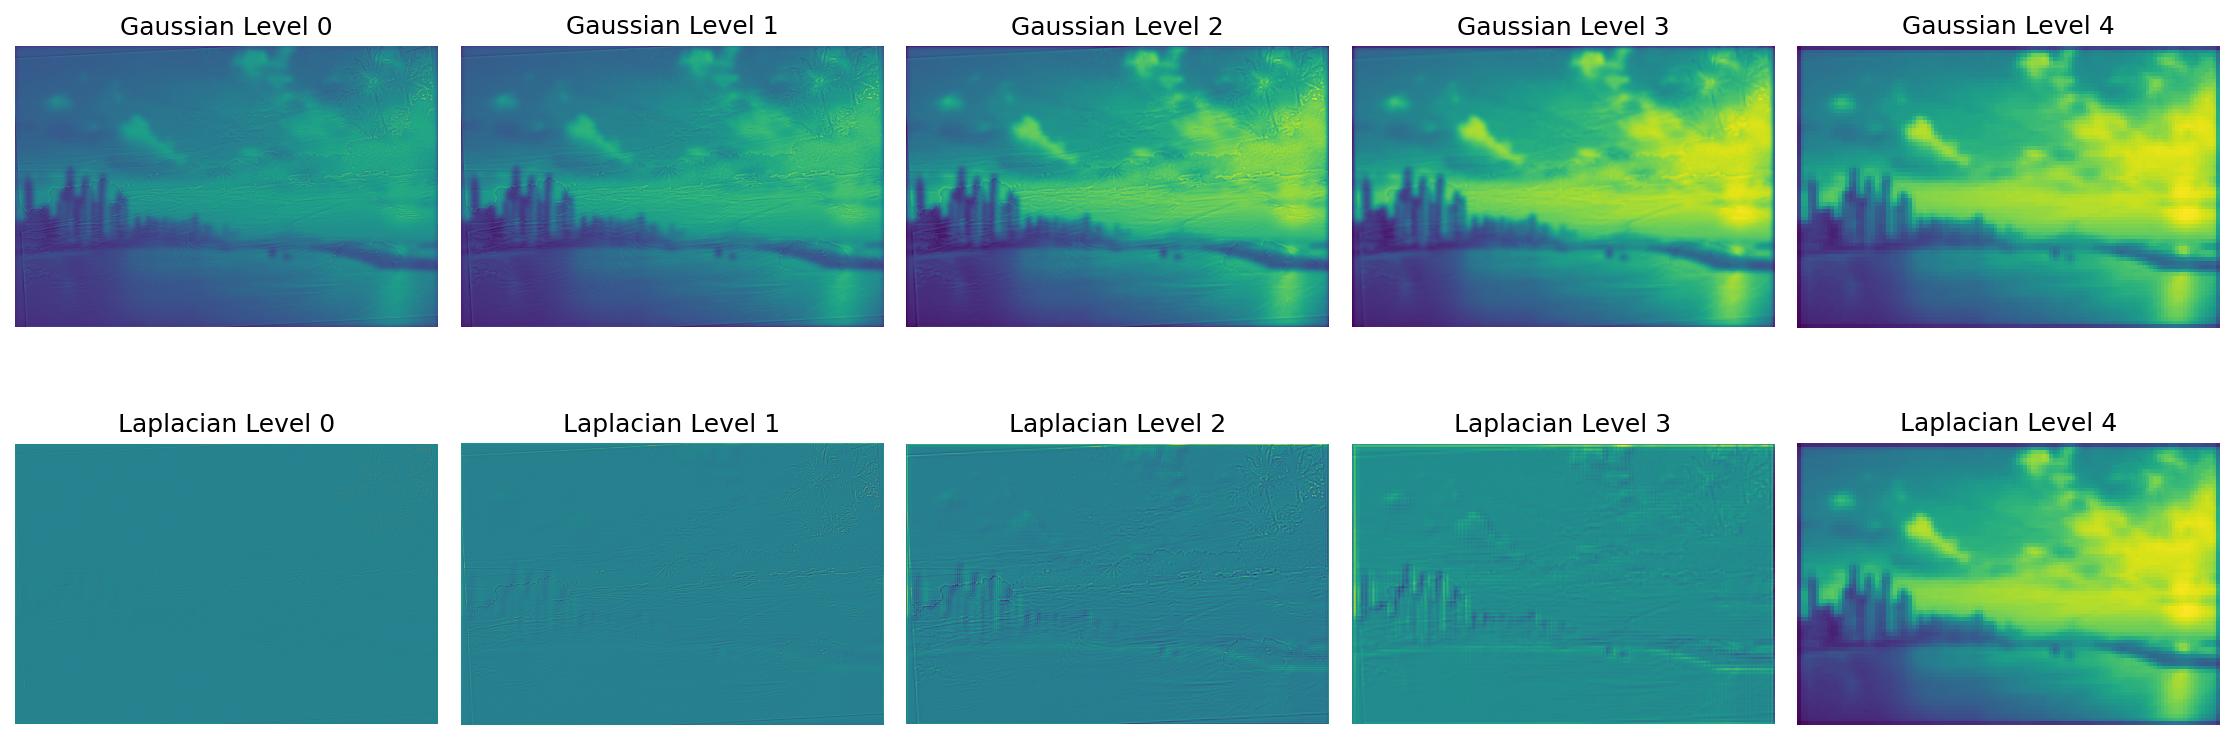 Gaussian Level 0
Gaussian Level 1
Gaussian Level 2
Gaussian Level 3
Gaussian Level 4
Laplacian Level 0
Laplacian Level 1
Laplacian Level 2
Laplacian Level 3
Laplacian Level 4